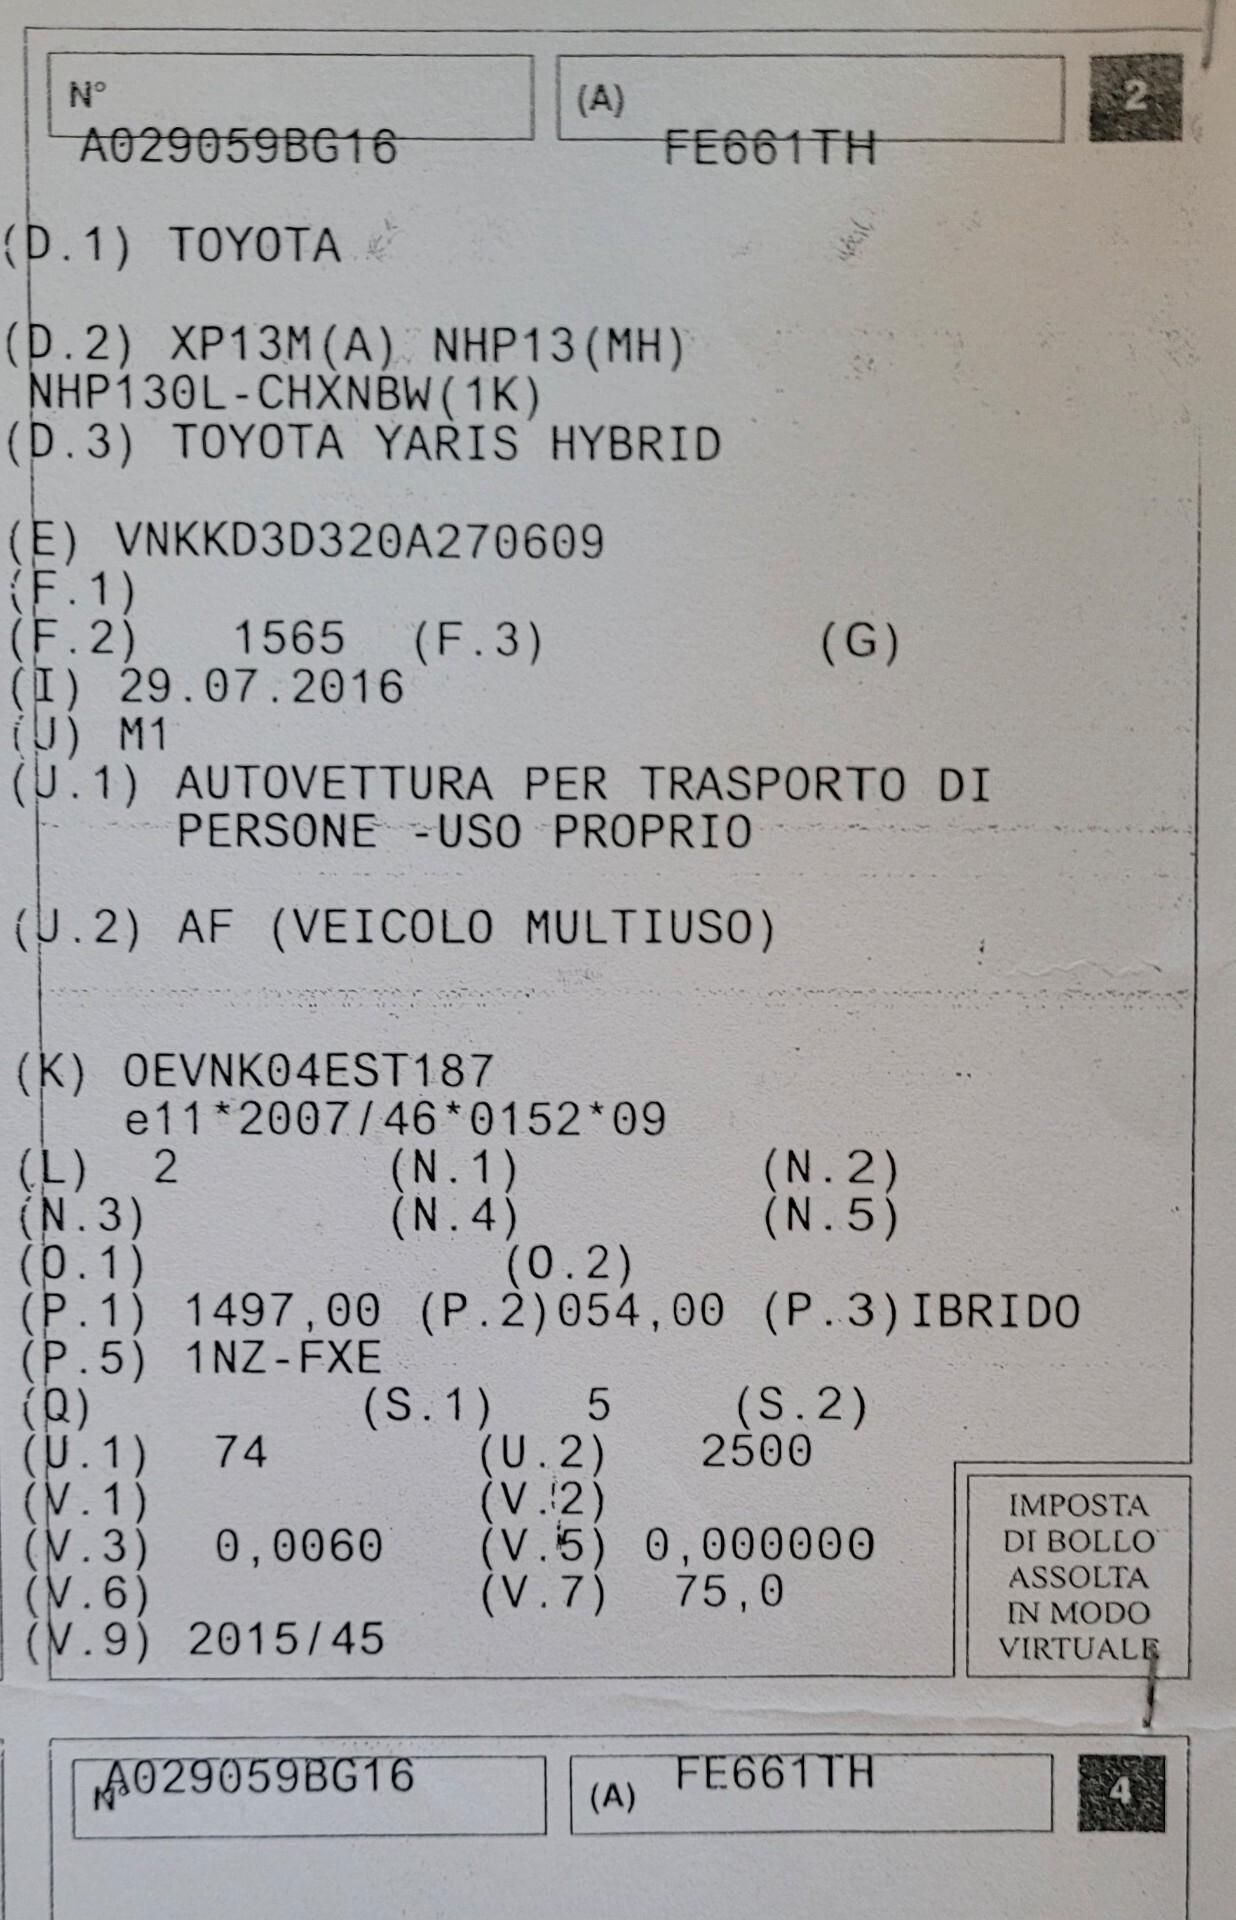 N° (A) 2
A029059BG16 FE661TH
(D.1) TOYOTA
(D.2) XP13M(A) NHP13(MH)
NHP130L-CHXNBW(1K)
(D.3) TOYOTA YARIS HYBRID
(E) VNKKD3D320A270609
(F.1)
(F.2) 1565 (F.3) (G)
(I) 29.07.2016
(J) M1
(J.1) AUTOVETTURA PER TRASPORTO DI
PERSONE -USO PROPRIO
(J.2) AF (VEICOLO MULTIUSO)
(K) OEVNK04EST187
e11*2007/46*0152*09
(L) 2 (N.1) (N.2)
(N.3) (N.4) (N.5)
(O.1) (O.2)
(P.1) 1497,00 (P.2)054,00 (P.3)IBRIDO
(P.5) 1NZ-FXE
(Q) (S.1) 5 (S.2)
(U.1) 74 (U.2) 2500
(V.1) (V.2)
(V.3) 0,0060 (V.5) 0,000000
(V.6) (V.7) 75,0
(V.9) 2015/45
IMPOSTA
DI BOLLO
ASSOLTA
IN MODO
VIRTUALE
A029059BG16 FE661TH
N° (A) 4